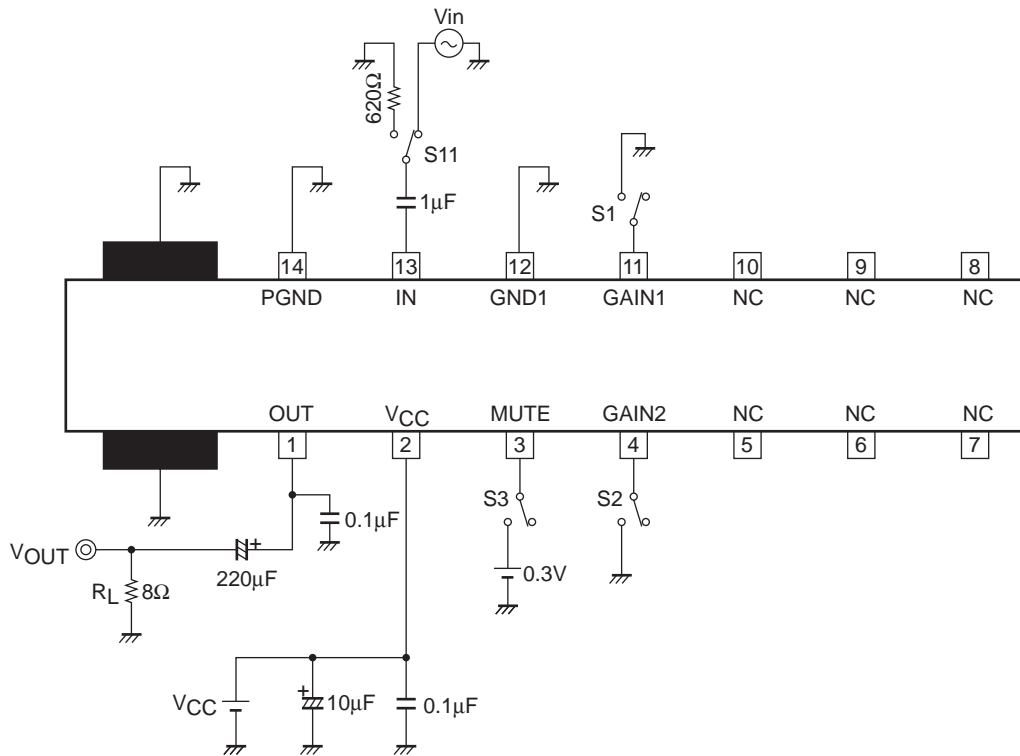 Vin
620Ω
S11
1μF
S1
14 13 12 11 10 9 8
PGND IN GND1 GAIN1 NC NC NC
OUT VCC MUTE GAIN2 NC NC NC
1 2 3 4 5 6 7
S3 S2
0.1μF
VOUT
+
220μF
0.3V
RL 8Ω
VCC
+
10μF
0.1μF